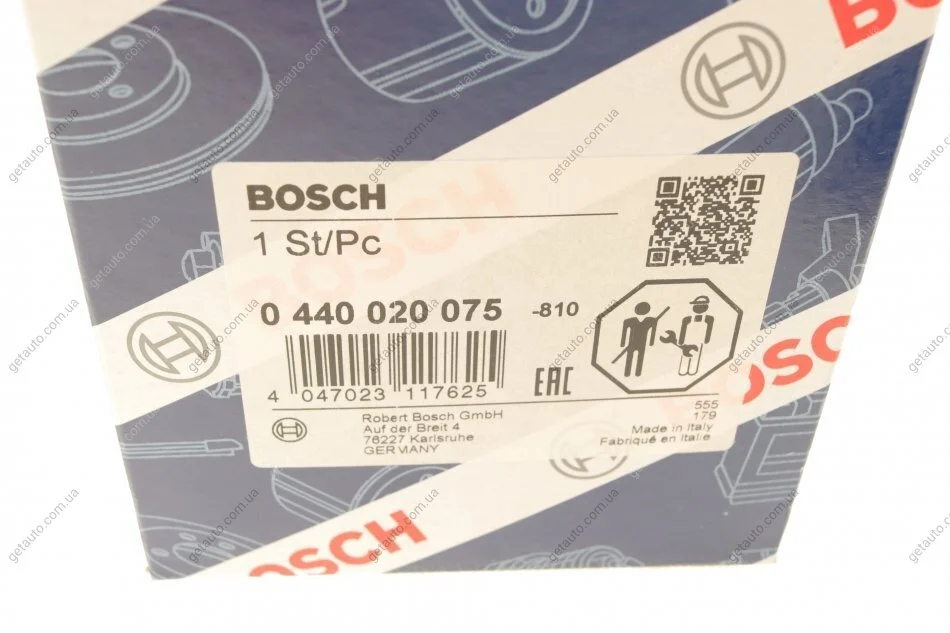 BOSCH
1 St/Pc
0 440 020 075 -810
4 047023 117625
EAC
Robert Bosch GmbH
Auf der Breit 4
76227 Karlsruhe
GERMANY
555
179
Made in Italy
Fabriqué en Italie
BOSCH
BOSCH
BOSCH
getauto.com.ua